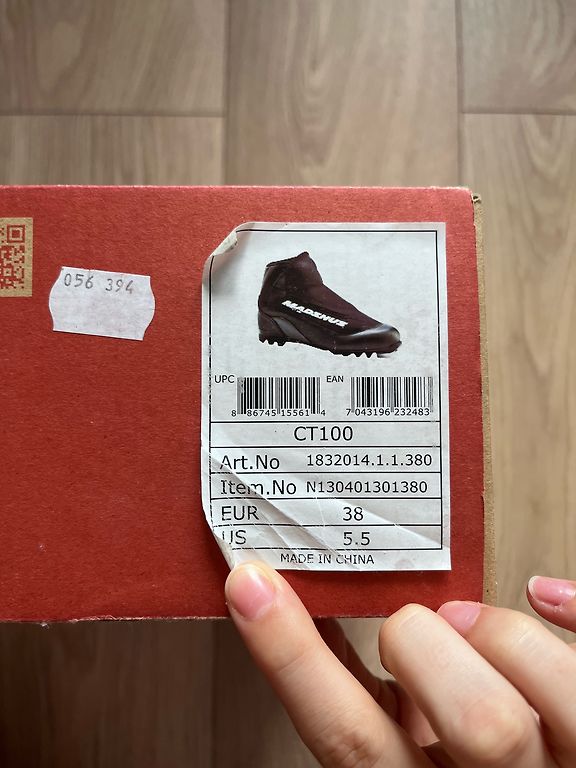 056 394
MADSHUS
UPC
EAN
8 86745 15561 4
7 043196 232483
CT100
Art.No 1832014.1.1.380
Item.No N130401301380
EUR 38
US 5.5
MADE IN CHINA